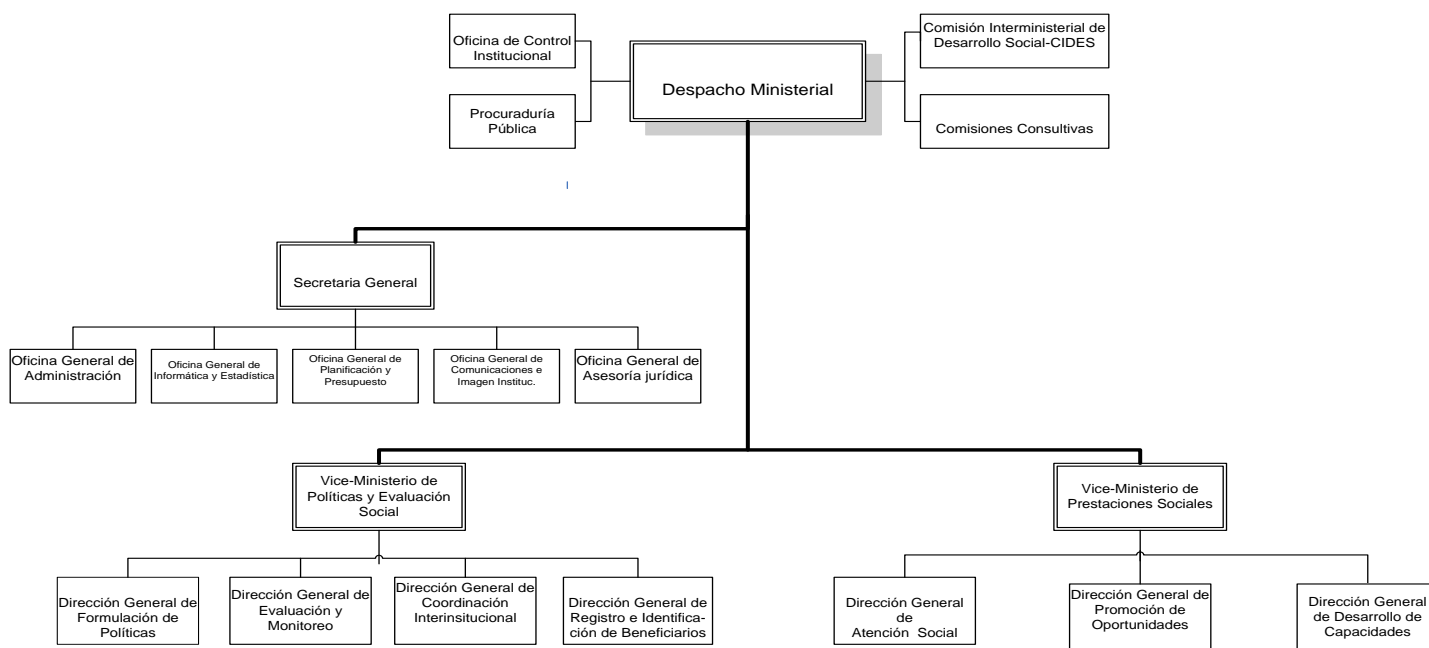 Oficina de Control
Institucional
Comisión Interministerial de
Desarrollo Social-CIDES
Despacho Ministerial
Procuraduría
Pública
Comisiones Consultivas
Secretaria General
Oficina General de
Administración
Oficina General de
Informática y Estadística
Oficina General de
Planificación y
Presupuesto
Oficina General de
Comunicaciones e
Imagen Instituc.
Oficina General de
Asesoría jurídica
Vice-Ministerio de
Políticas y Evaluación
Social
Vice-Ministerio de
Prestaciones Sociales
Dirección General de
Formulación de
Políticas
Dirección General de
Evaluación y
Monitoreo
Dirección General de
Coordinación
Interinsitucional
Dirección General de
Registro e Identifica-
ción de Beneficiarios
Dirección General
de
Atención Social
Dirección General de
Promoción de
Oportunidades
Dirección General
de Desarrollo de
Capacidades